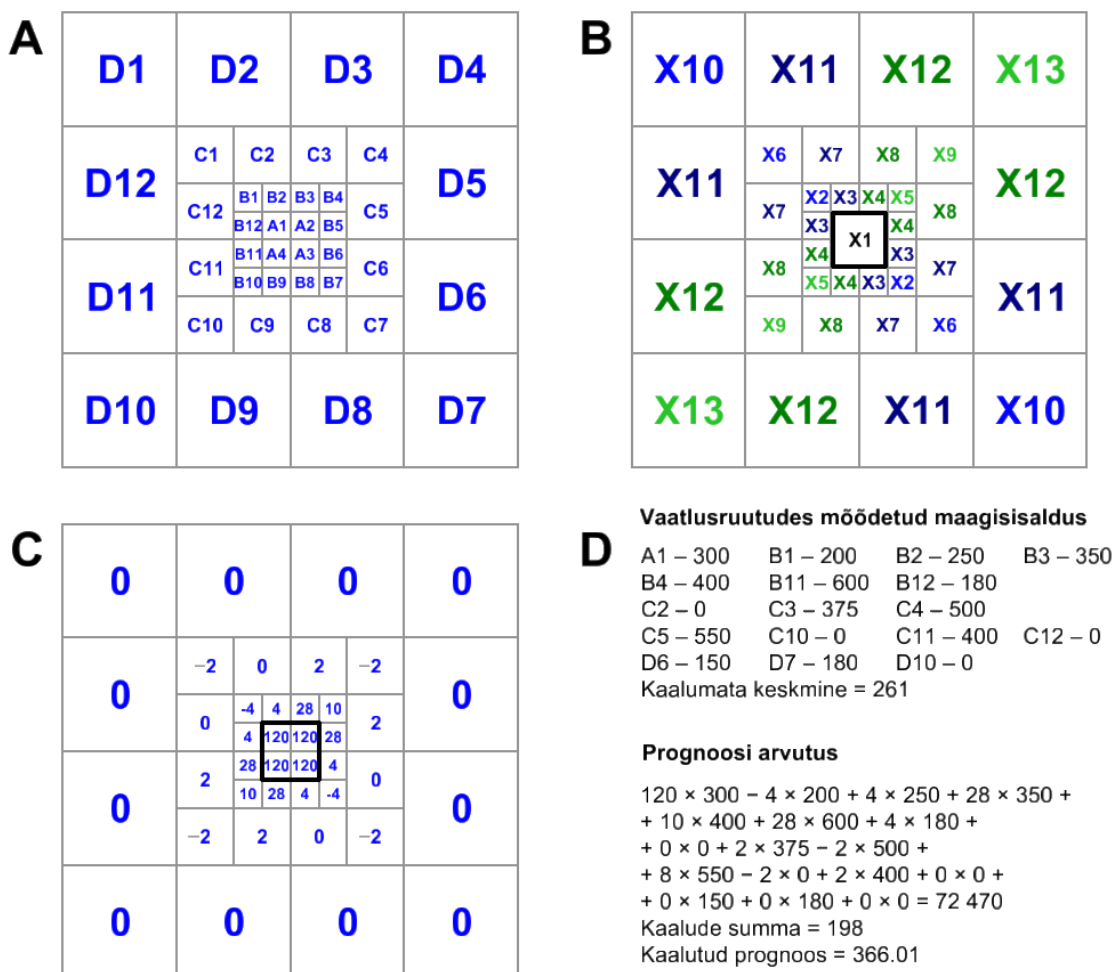 A
D1 D2 D3 D4
C1 C2 C3 C4
D12 D5
B1 B2 B3 B4
C12 C5
B12 A1 A2 B5
B11 A4 A3 B6
C11 C6
B10 B9 B8 B7
D11 D6
C10 C9 C8 C7
D10 D9 D8 D7
B
X10 X11 X12 X13
X6 X7 X8 X9
X11 X12
X2 X3 X4 X5
X7 X8
X3 X4
X1
X4 X3
X8 X7
X5 X4 X3 X2
X12 X11
X9 X8 X7 X6
X13 X12 X11 X10
C
0 0 0 0
−2 0 2 −2
0 0
-4 4 28 10
0 2
4 120 120 28
28 120 120 4
2 0
10 28 4 -4
0 0
−2 2 0 −2
0 0 0 0
D
Vaatlusruutudes mõõdetud maagisisaldus
A1 – 300 B1 – 200 B2 – 250 B3 – 350
B4 – 400 B11 – 600 B12 – 180
C2 – 0 C3 – 375 C4 – 500
C5 – 550 C10 – 0 C11 – 400 C12 – 0
D6 – 150 D7 – 180 D10 – 0
Kaalumata keskmine = 261
Prognoosi arvutus
120 × 300 − 4 × 200 + 4 × 250 + 28 × 350 +
+ 10 × 400 + 28 × 600 + 4 × 180 +
+ 0 × 0 + 2 × 375 − 2 × 500 +
+ 8 × 550 − 2 × 0 + 2 × 400 + 0 × 0 +
+ 0 × 150 + 0 × 180 + 0 × 0 = 72 470
Kaalude summa = 198
Kaalutud prognoos = 366.01